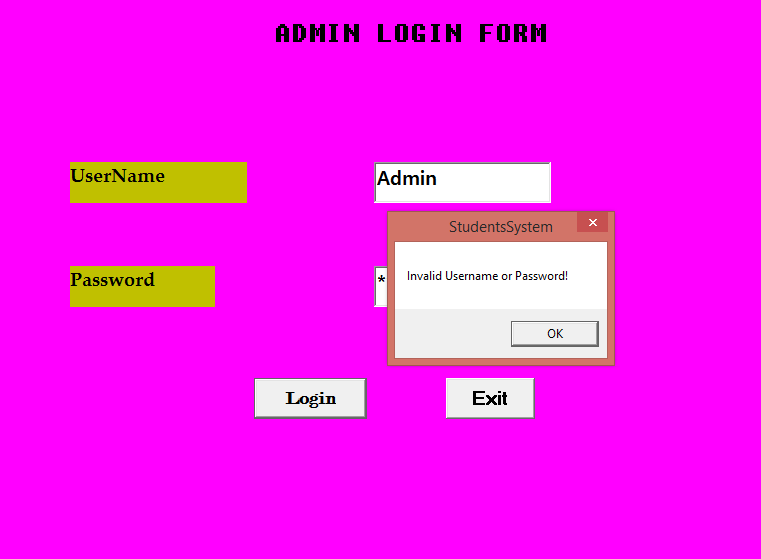 ADMIN LOGIN FORM
UserName
Admin
StudentsSystem
Invalid Username or Password!
OK
Password
*
Login
Exit